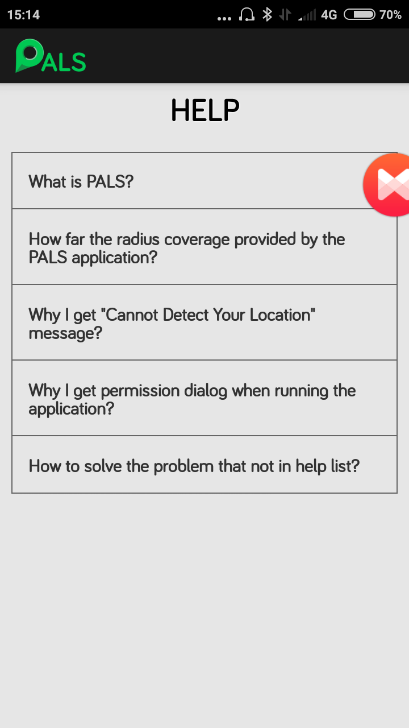 15:14
... 4G 70%
PALS
HELP
What is PALS?
How far the radius coverage provided by the
PALS application?
Why I get "Cannot Detect Your Location"
message?
Why I get permission dialog when running the
application?
How to solve the problem that not in help list?